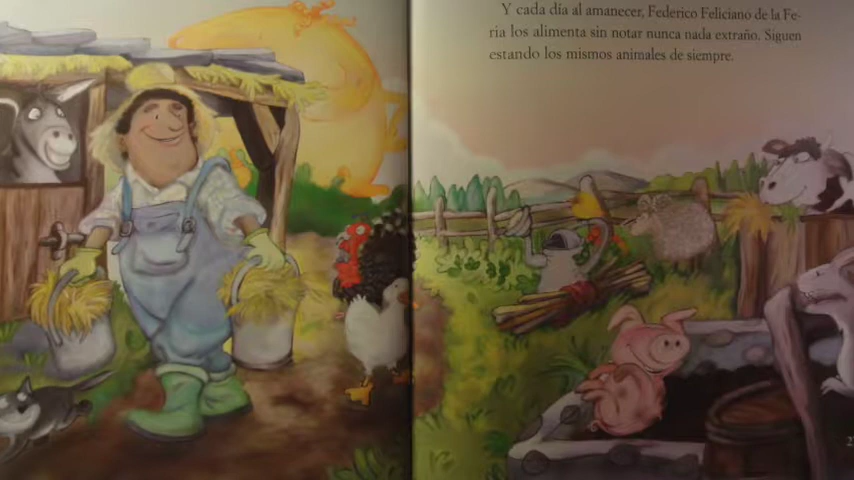 Y cada día al amanecer, Federico Feliciano de la Fe-
ria los alimenta sin notar nunca nada extraño. Siguen
estando los mismos animales de siempre.